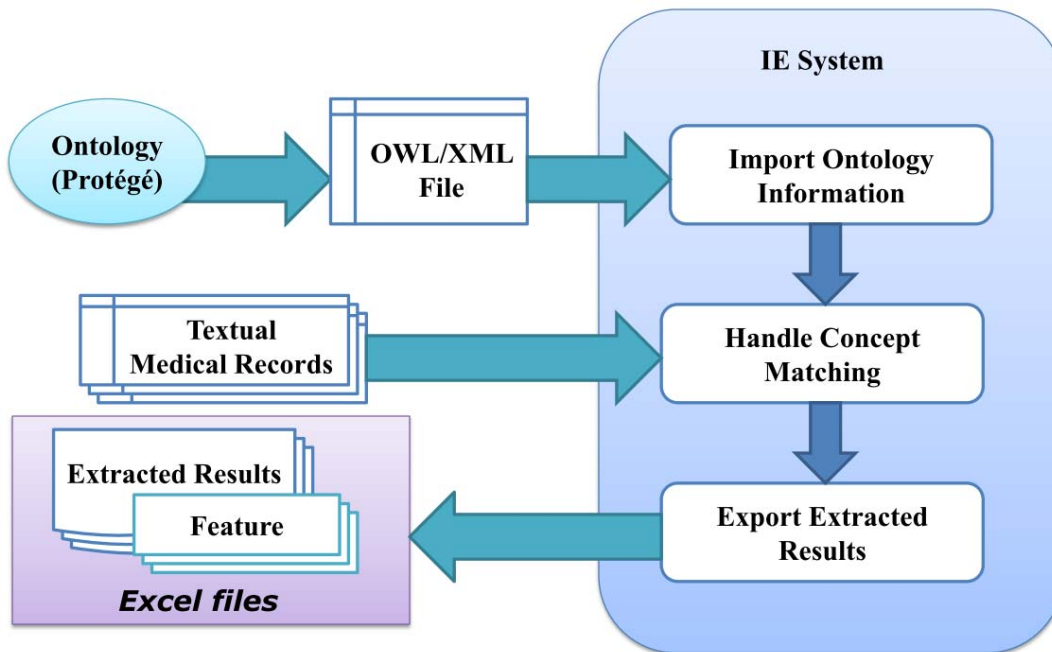 IE System
Ontology
(Protégé)
OWL/XML
File
Import Ontology
Information
Textual
Medical Records
Handle Concept
Matching
Extracted Results
Feature
Excel files
Export Extracted
Results